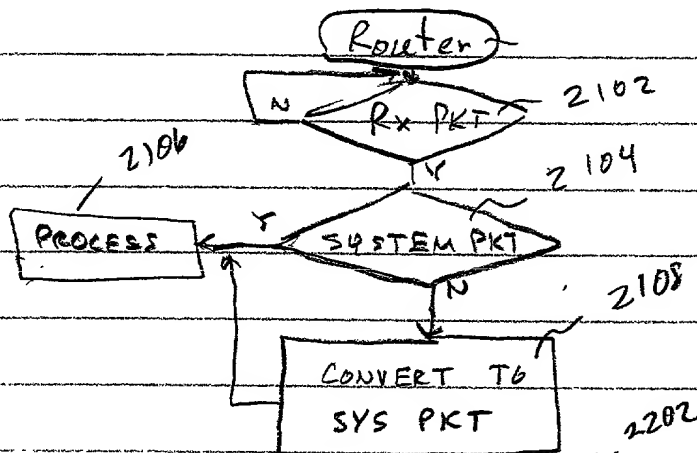 Router
N
Rx PKT
2102
2106
Y
2104
Y
PROCESS
SYSTEM PKT
N
2108
CONVERT TO
SYS PKT
2202